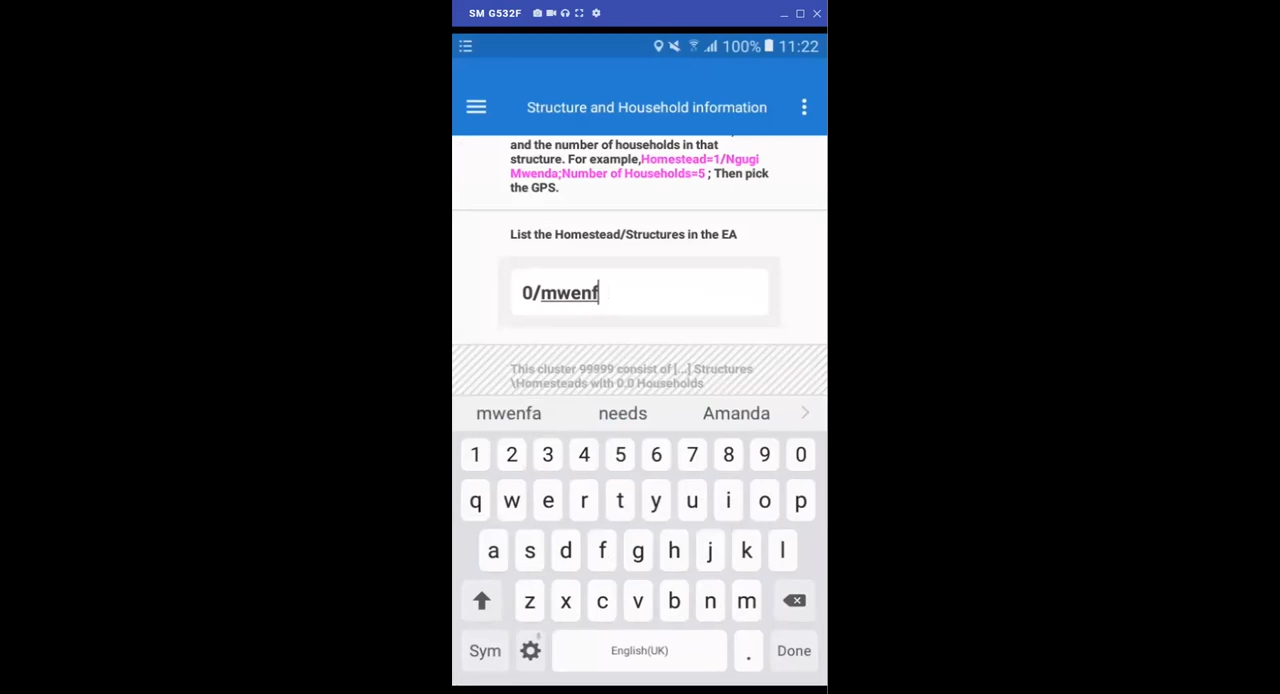 SM G532F
100% 11:22
Structure and Household information
and the number of households in that
structure. For example,Homestead=1/Ngugi
Mwenda;Number of Households=5 ; Then pick
the GPS.
List the Homestead/Structures in the EA
0/mwenf
This cluster 99999 consist of [...] Structures
\Homesteads with 0.0 Households
mwenfa needs Amanda
1 2 3 4 5 6 7 8 9 0
q w e r t y u i o p
a s d f g h j k l
z x c v b n m
Sym English(UK) . Done